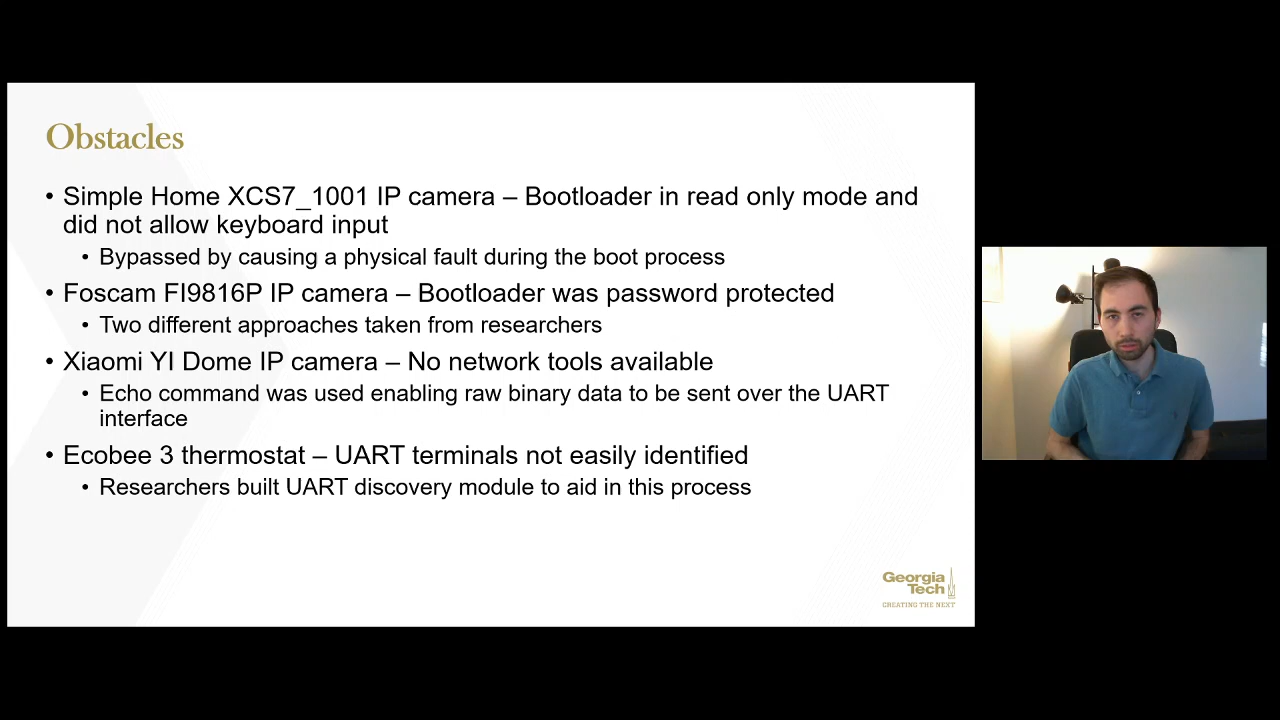 Obstacles
• Simple Home XCS7_1001 IP camera – Bootloader in read only mode and
did not allow keyboard input
• Bypassed by causing a physical fault during the boot process
• Foscam FI9816P IP camera – Bootloader was password protected
• Two different approaches taken from researchers
• Xiaomi YI Dome IP camera – No network tools available
• Echo command was used enabling raw binary data to be sent over the UART
interface
• Ecobee 3 thermostat – UART terminals not easily identified
• Researchers built UART discovery module to aid in this process
Georgia
Tech
CREATING THE NEXT